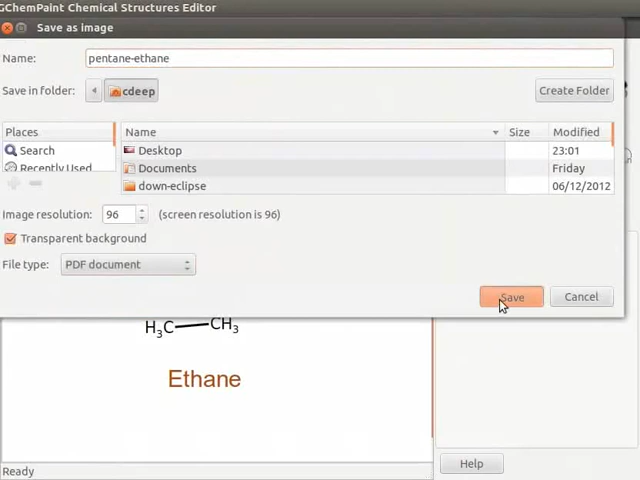 GChemPaint Chemical Structures Editor
Save as image
Name: pentane-ethane
Save in folder: cdeep Create Folder
Places Name Size Modified
Search Desktop 23:01
Recently Used Documents Friday
down-eclipse 06/12/2012
Image resolution: 96 (screen resolution is 96)
Transparent background
File type: PDF document
Save Cancel
H3C CH3
Ethane
Help
Ready